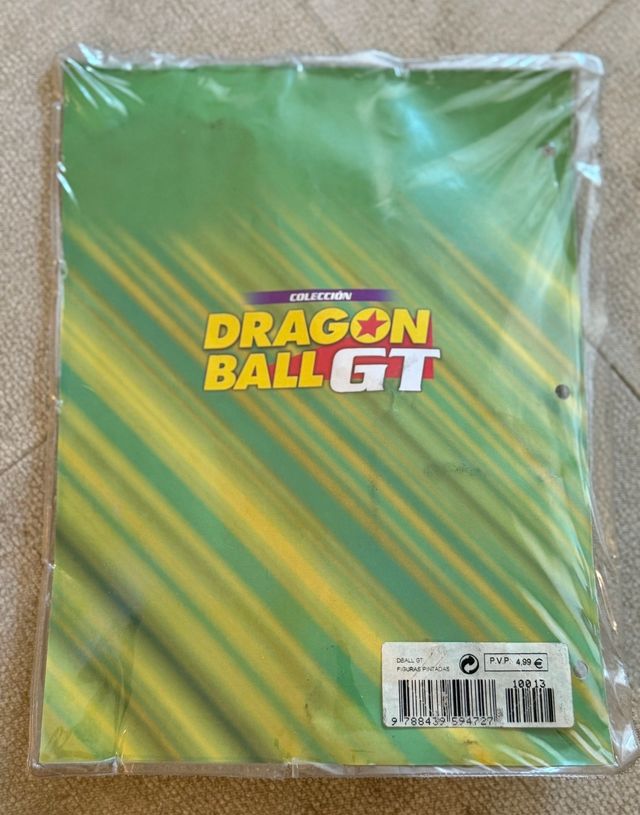 COLECCIÓN
DRAGON
BALL GT
DBALL GT
FIGURAS PINTADAS
P.V.P. 4,99 €
10013
9 788439 594727